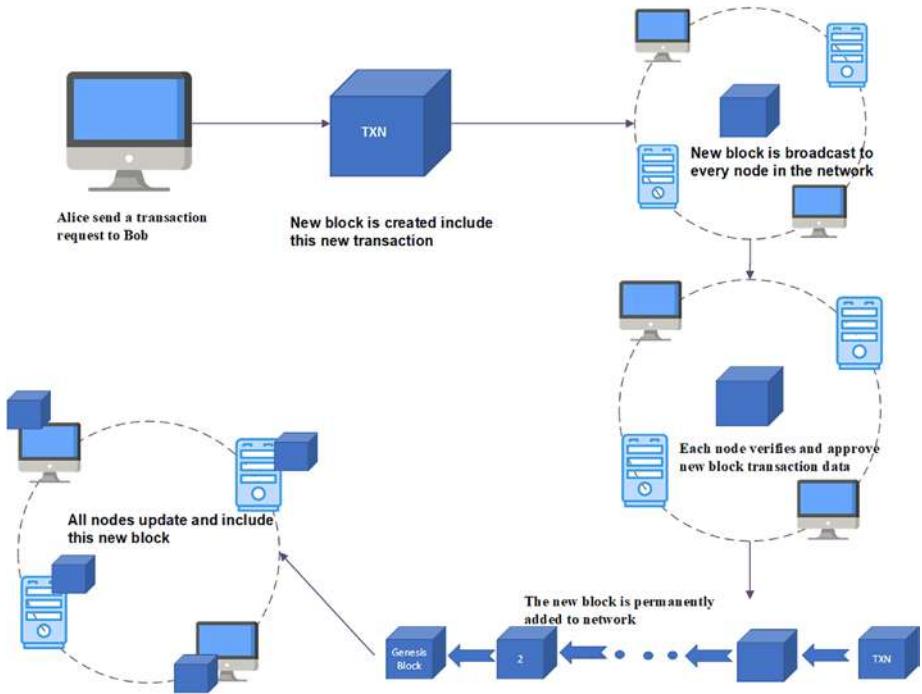 Alice send a transaction
request to Bob
TXN
New block is created include
this new transaction
New block is broadcast to
every node in the network
Each node verifies and approve
new block transaction data
The new block is permanently
added to network
Genesis
Block
2
TXN
All nodes update and include
this new block